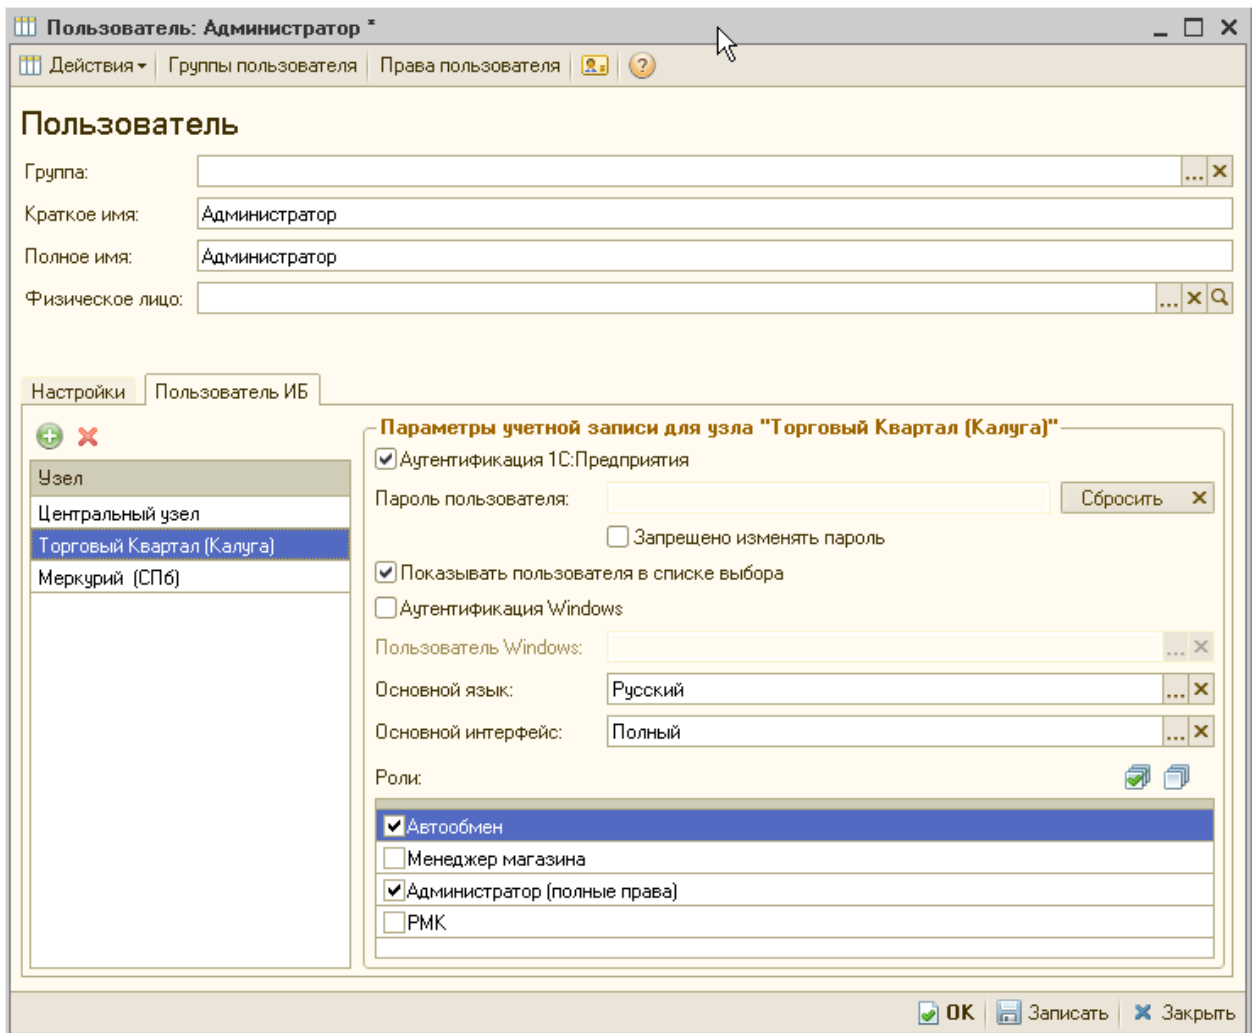 Пользователь: Администратор *
Действия Группы пользователя Права пользователя
Пользователь
Группа:
Краткое имя: Администратор
Полное имя: Администратор
Физическое лицо:
Настройки Пользователь ИБ
Узел
Центральный узел
Торговый Квартал (Калуга)
Меркурий (СПб)
Параметры учетной записи для узла "Торговый Квартал (Калуга)"
Аутентификация 1С:Предприятия
Пароль пользователя: Сбросить
Запрещено изменять пароль
Показывать пользователя в списке выбора
Аутентификация Windows
Пользователь Windows:
Основной язык: Русский
Основной интерфейс: Полный
Роли:
Автообмен
Менеджер магазина
Администратор (полные права)
РМК
OK Записать Закрыть